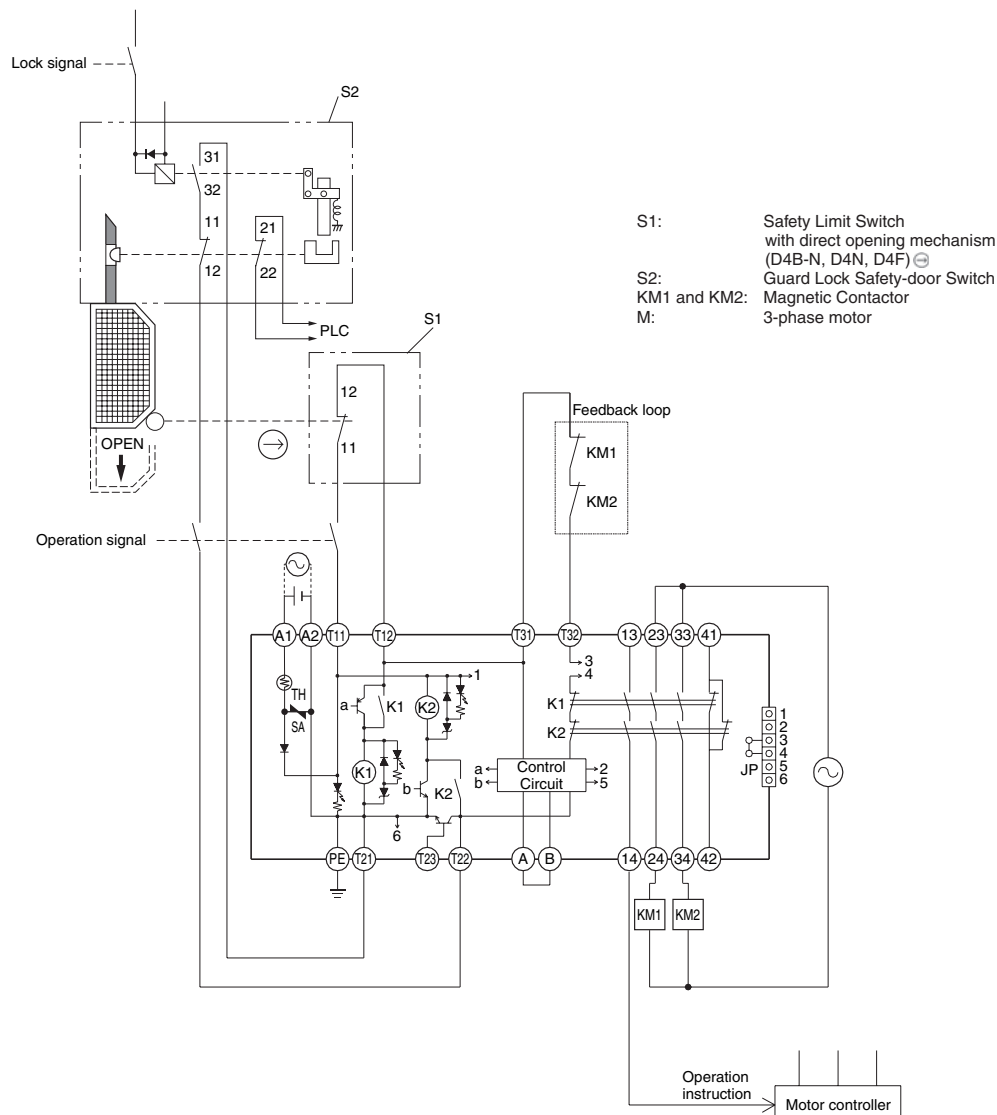 Lock signal
S2
31
32
11
12
21
22
PLC
S1: Safety Limit Switch
with direct opening mechanism
(D4B-N, D4N, D4F)
S2: Guard Lock Safety-door Switch
KM1 and KM2: Magnetic Contactor
M: 3-phase motor
S1
12
11
OPEN
Feedback loop
KM1
KM2
Operation signal
A1 A2 T11 T12 T31 T32 13 23 33 41
TH
SA
a
K1
K2
1
3
4
K1
K2
K1
b
K2
6
a
b
Control
Circuit
2
5
JP
1
2
3
4
5
6
PE T21 T23 T22 A B 14 24 34 42
KM1 KM2
Operation
instruction
Motor controller